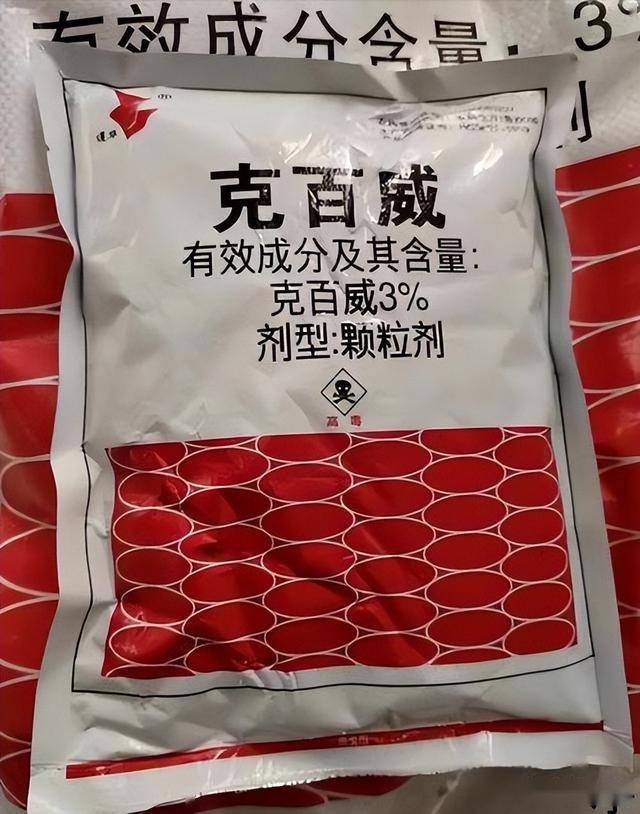 有效成分含量: 3%
剂
克百威
有效成分及其含量:
克百威3%
剂型:颗粒剂
高毒